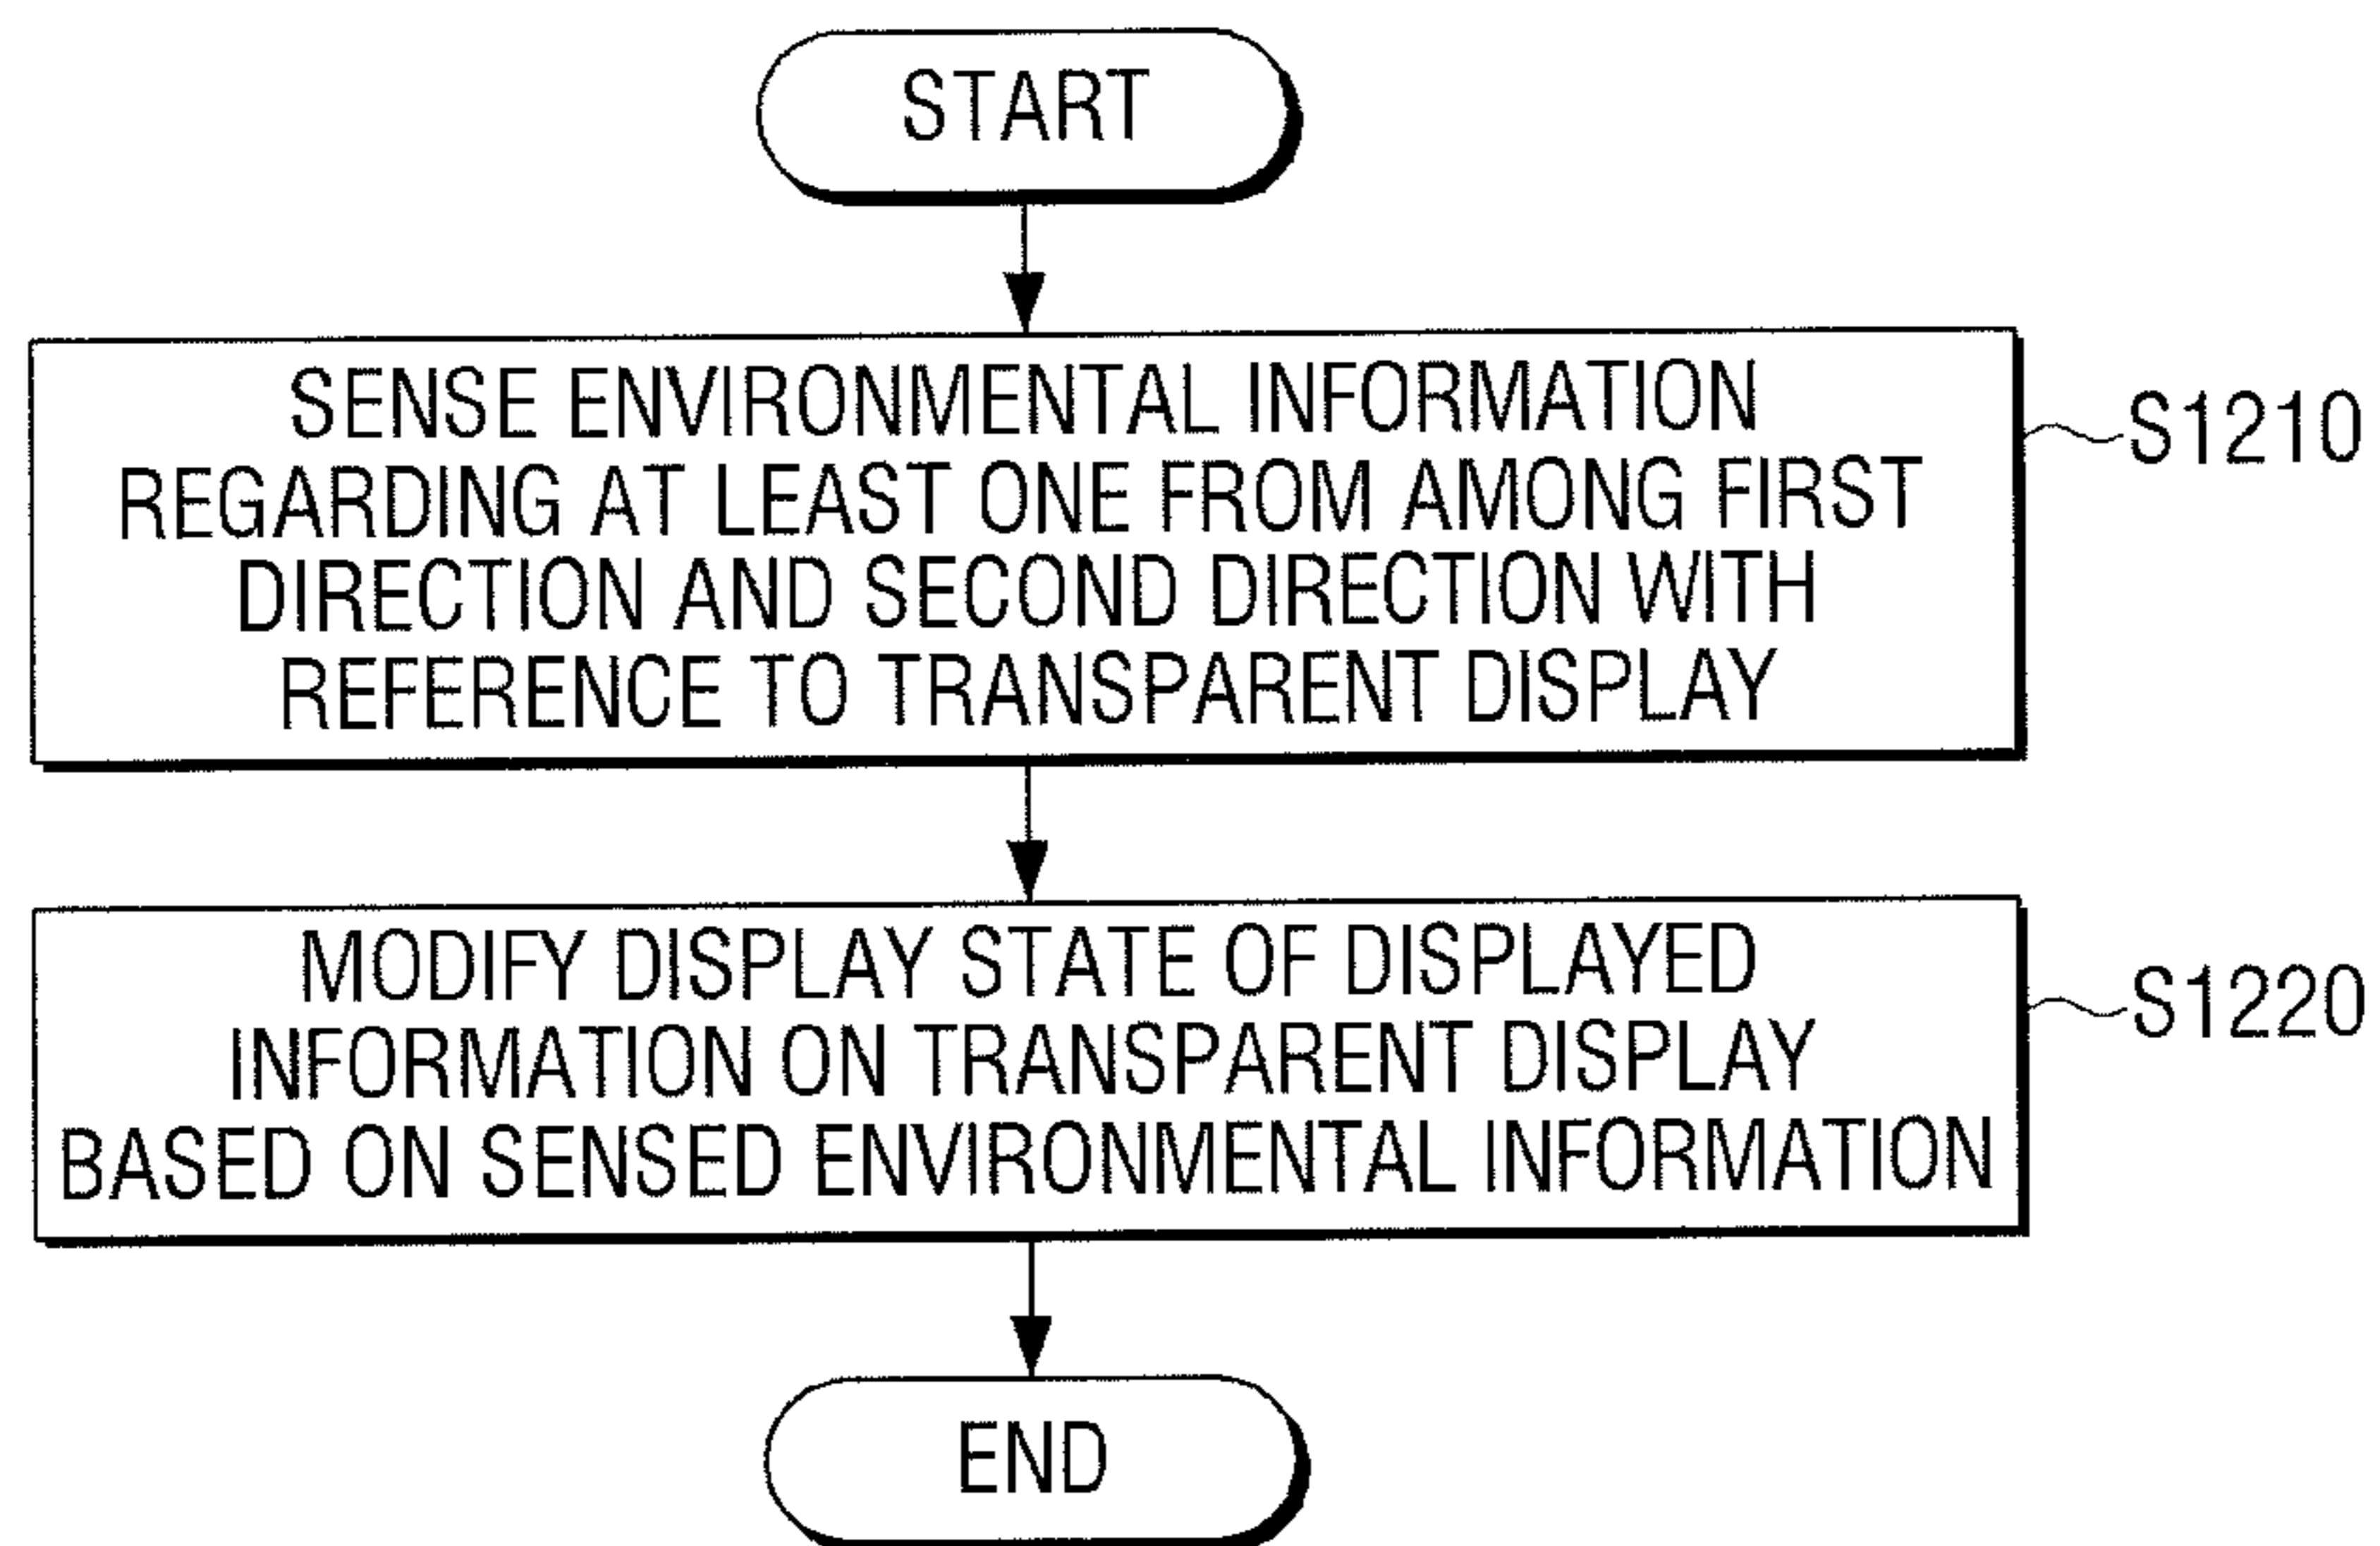 START
SENSE ENVIRONMENTAL INFORMATION
REGARDING AT LEAST ONE FROM AMONG FIRST
DIRECTION AND SECOND DIRECTION WITH
REFERENCE TO TRANSPARENT DISPLAY
S1210
MODIFY DISPLAY STATE OF DISPLAYED
INFORMATION ON TRANSPARENT DISPLAY
BASED ON SENSED ENVIRONMENTAL INFORMATION
S1220
END